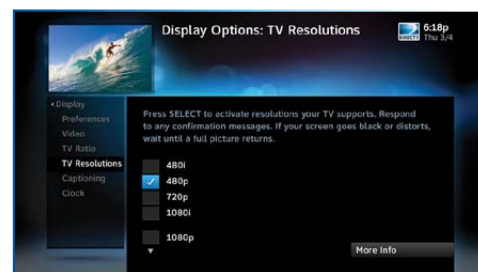 Display Options: TV Resolutions
DIRECTV
6:18p
Thu 3/4
Display
Preferences
Video
TV Ratio
TV Resolutions
Captioning
Clock
Press SELECT to activate resolutions your TV supports. Respond
to any confirmation messages. If your screen goes black or distorts,
wait until a full picture returns.
480i
480p
720p
1080i
1080p
More Info